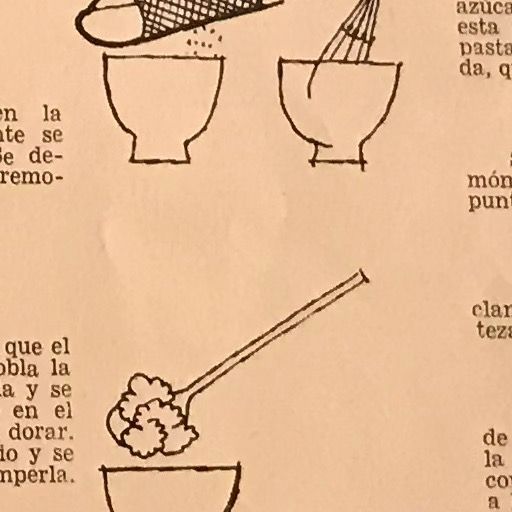 en la
nte se
Se de-
remo-
que el
obla la
a y se
en el
dorar.
do y se
mperla.
azúca
esta
pasta
da, q
món
punt
clar
teza
de
la
co
a